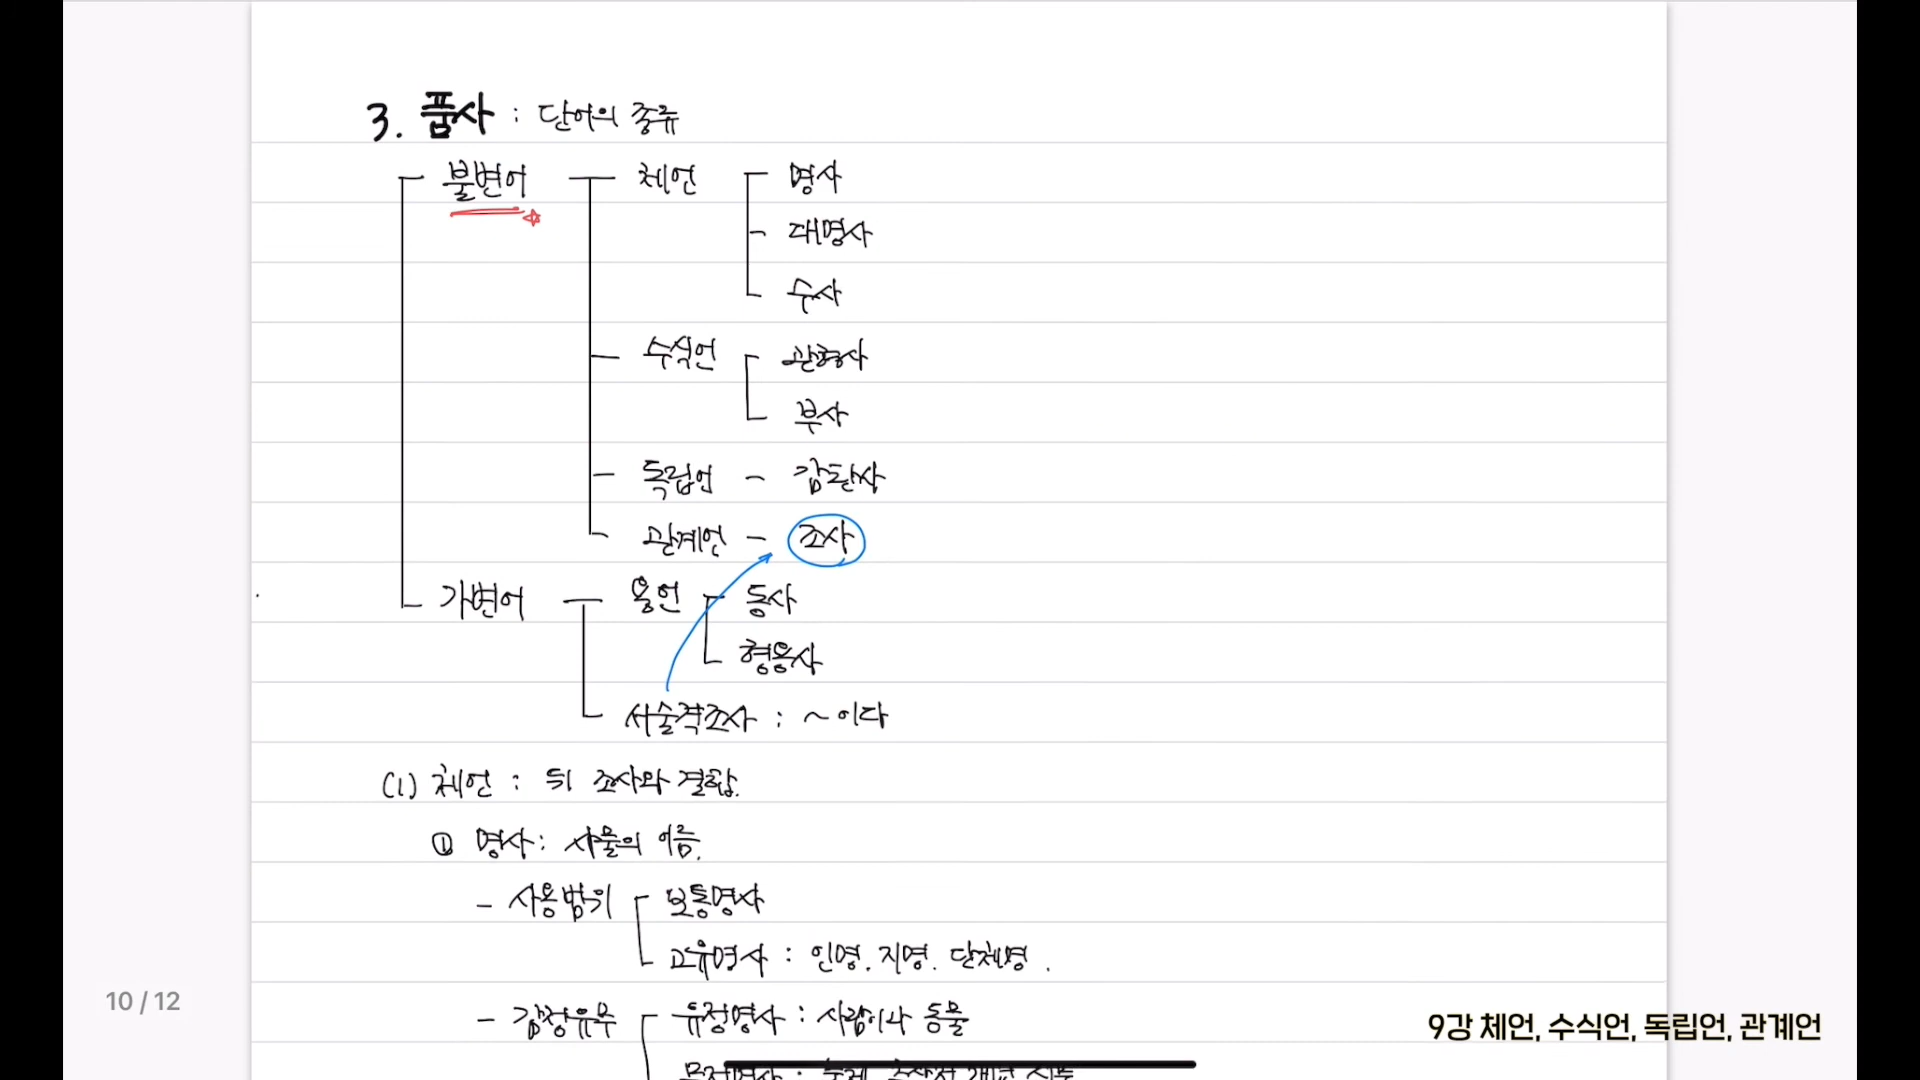 3. 품사 : 단어의 종류
불변어 체언 명사
대명사
수사
수식언 관형사
부사
독립언 - 감탄사
관계언 - 조사
가변어 용언 동사
형용사
서술격조사 : ~이다
(1) 체언 : 뒤 조사와 결합.
① 명사 : 사물의 이름.
- 사용범위 보통명사
고유명사 : 인명. 지명. 단체명.
- 감정유무 유정명사 : 사람이나 동물
무정명사 :
10 / 12
9강 체언, 수식언, 독립언, 관계언